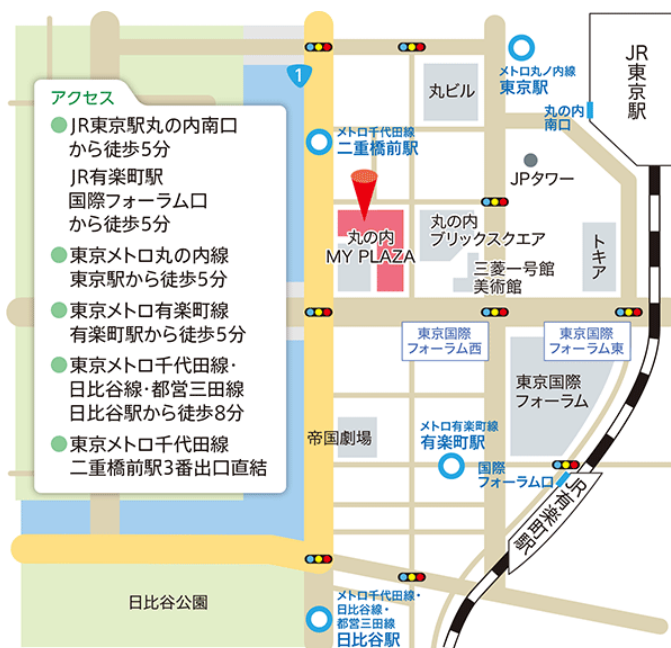 アクセス
JR東京駅丸の内南口
から徒歩5分
JR有楽町駅
国際フォーラム口
から徒歩5分
東京メトロ丸の内線
東京駅から徒歩5分
東京メトロ有楽町線
有楽町駅から徒歩5分
東京メトロ千代田線・
日比谷線・都営三田線
日比谷駅から徒歩8分
東京メトロ千代田線
二重橋前駅3番出口直結
1
メトロ丸ノ内線
東京駅
JR東京駅
丸の内
南口
丸ビル
メトロ千代田線
二重橋前駅
JPタワー
丸の内
MY PLAZA
丸の内
ブリックスクエア
三菱一号館
美術館
トキア
東京国際
フォーラム西
東京国際
フォーラム東
東京国際
フォーラム
帝国劇場
メトロ有楽町線
有楽町駅
国際
フォーラム口
JR有楽町駅
日比谷公園
メトロ千代田線・
日比谷線・
都営三田線
日比谷駅